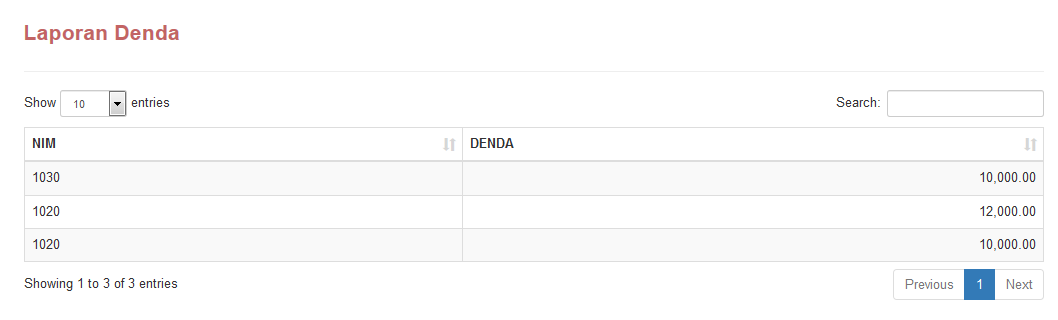 Laporan Denda
Show 10 entries Search:
NIM DENDA
1030 10,000.00
1020 12,000.00
1020 10,000.00
Showing 1 to 3 of 3 entries Previous 1 Next